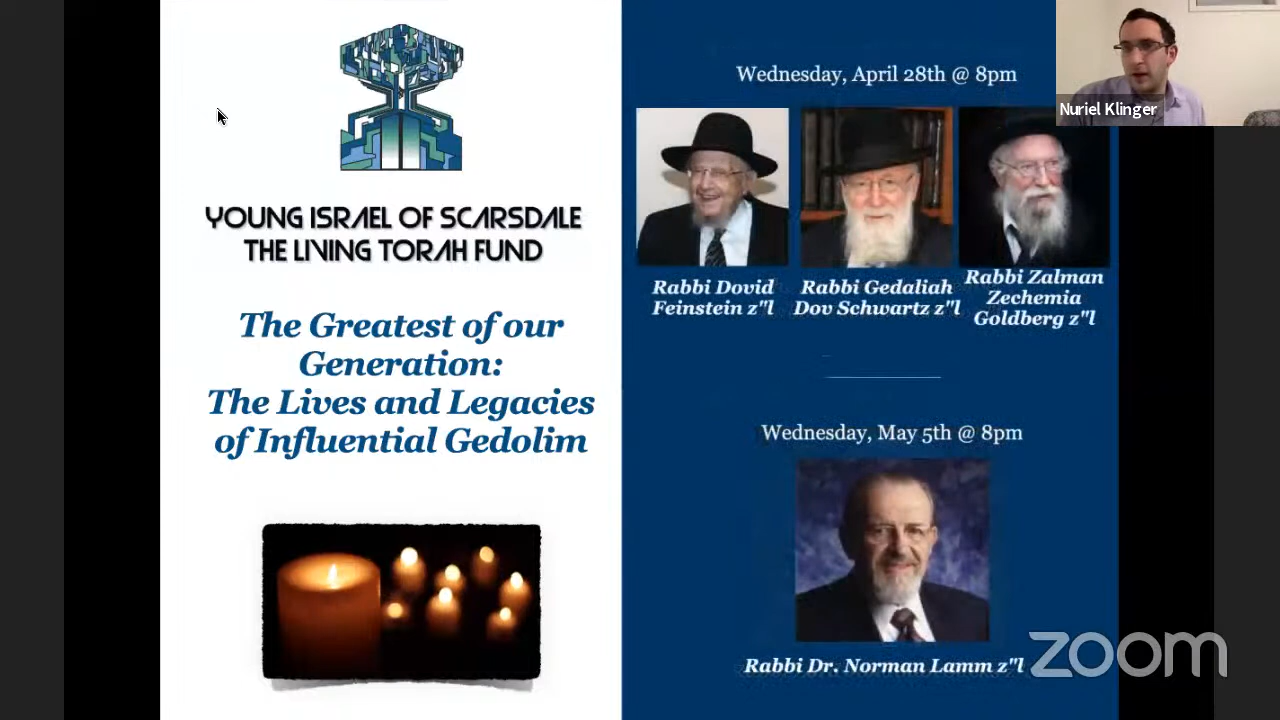 YOUNG ISRAEL OF SCARSDALE
THE LIVING TORAH FUND
The Greatest of our
Generation:
The Lives and Legacies
of Influential Gedolim
Wednesday, April 28th @ 8pm
Rabbi Dovid
Feinstein z"l
Rabbi Gedaliah
Dov Schwartz z"l
Rabbi Zalman
Zechemia
Goldberg z"l
Wednesday, May 5th @ 8pm
Rabbi Dr. Norman Lamm z"l
Nuriel Klinger
zoom